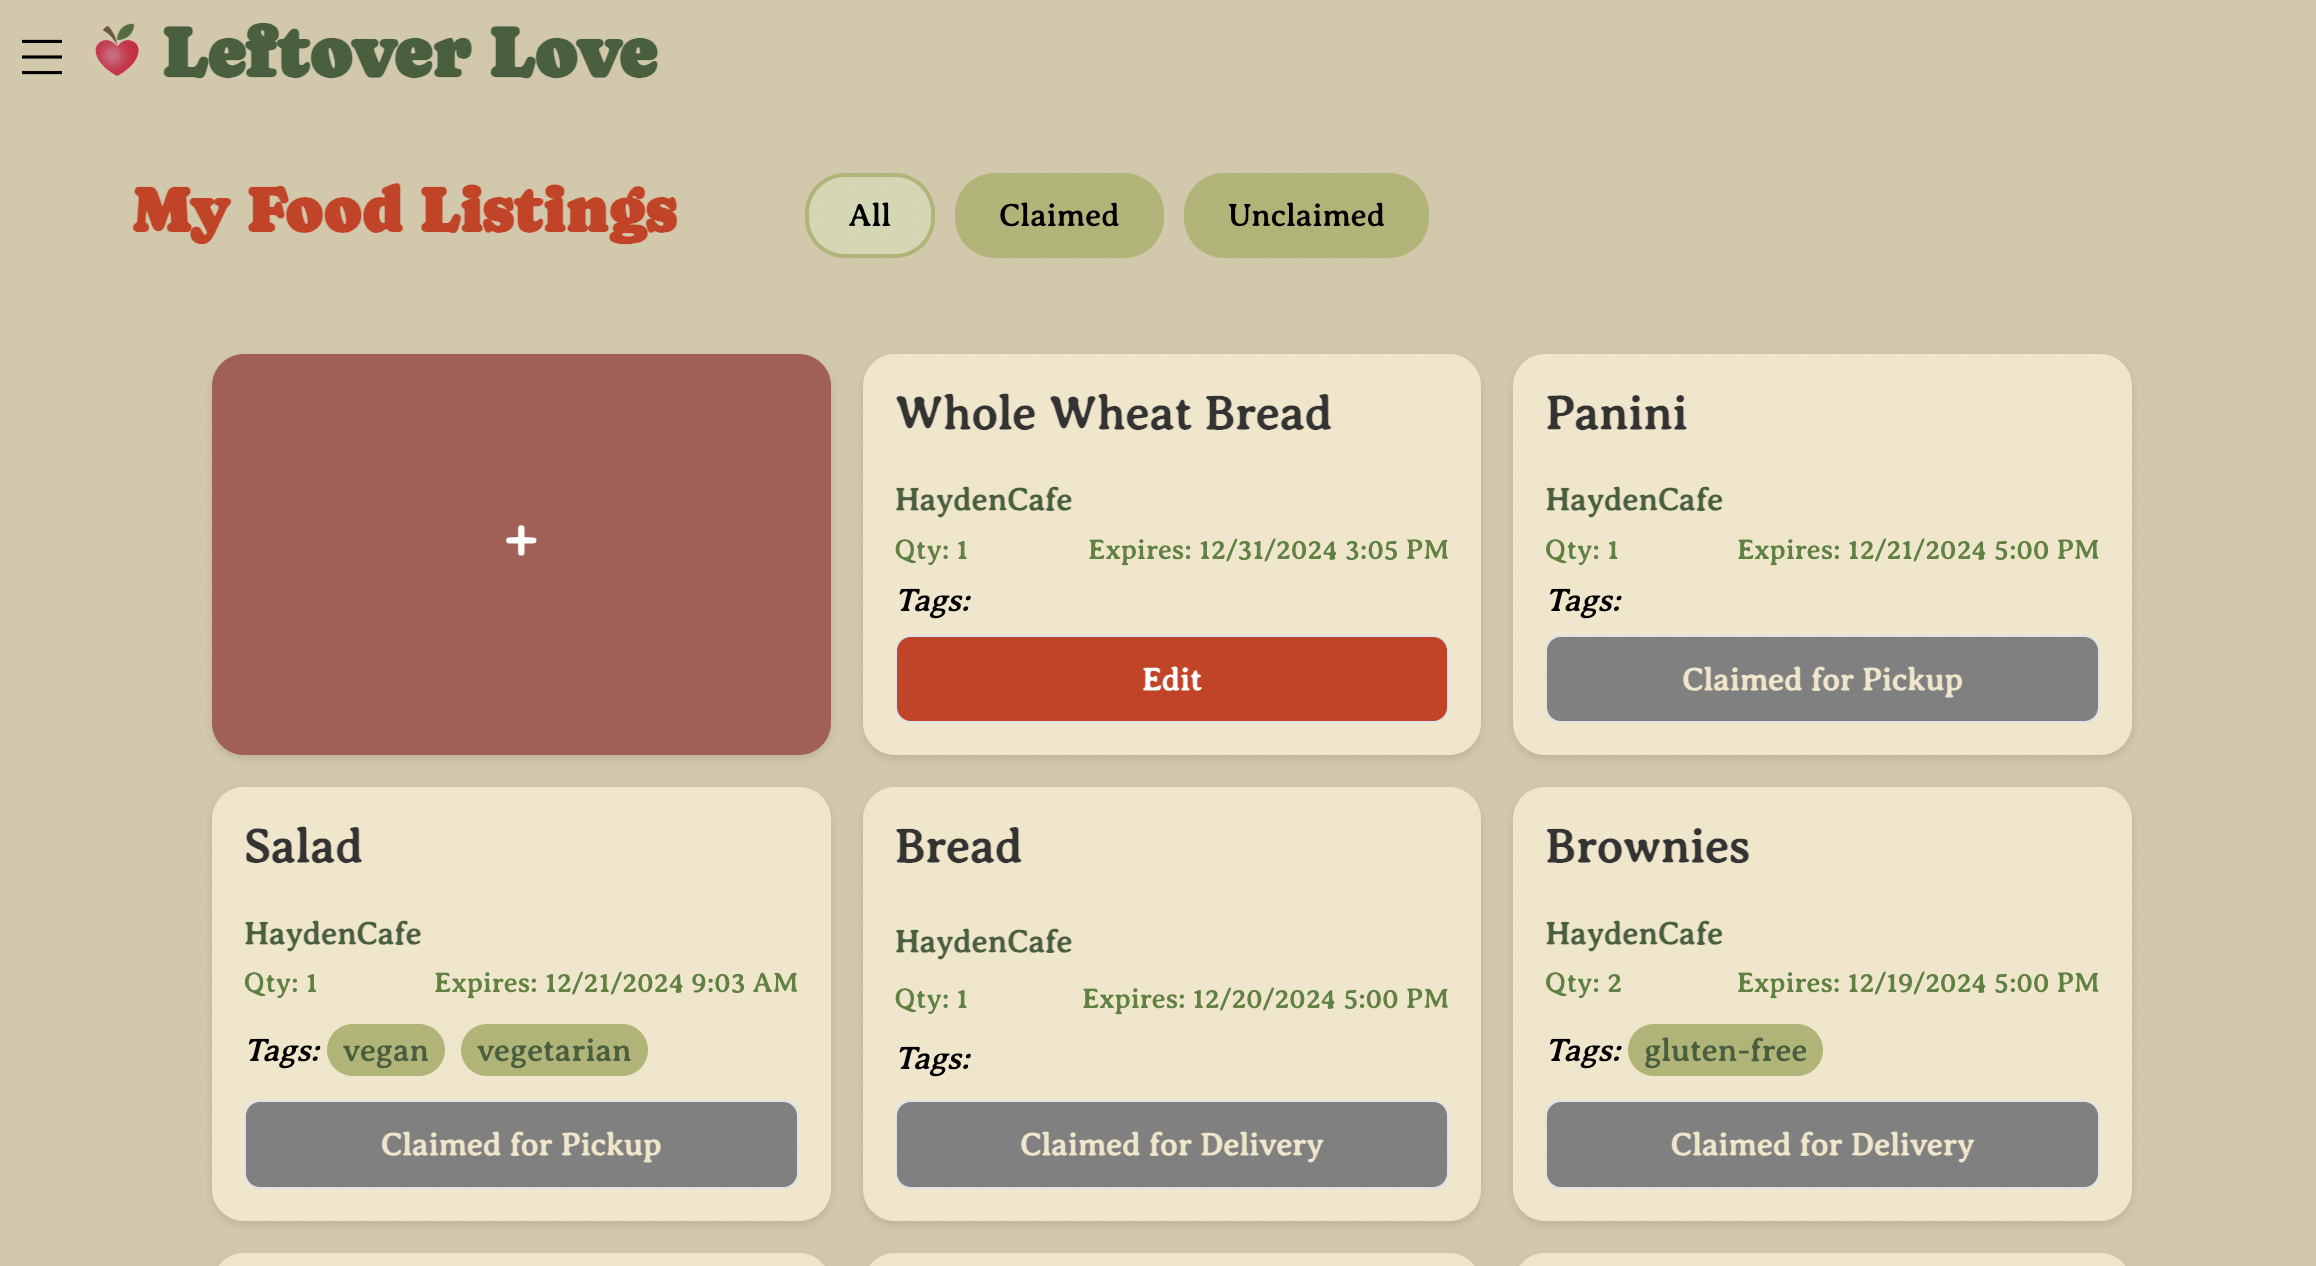 Leftover Love
My Food Listings
All
Claimed
Unclaimed
+
Whole Wheat Bread
HaydenCafe
Qty: 1
Expires: 12/31/2024 3:05 PM
Tags:
Edit
Panini
HaydenCafe
Qty: 1
Expires: 12/21/2024 5:00 PM
Tags:
Claimed for Pickup
Salad
HaydenCafe
Qty: 1
Expires: 12/21/2024 9:03 AM
Tags: vegan vegetarian
Claimed for Pickup
Bread
HaydenCafe
Qty: 1
Expires: 12/20/2024 5:00 PM
Tags:
Claimed for Delivery
Brownies
HaydenCafe
Qty: 2
Expires: 12/19/2024 5:00 PM
Tags: gluten-free
Claimed for Delivery